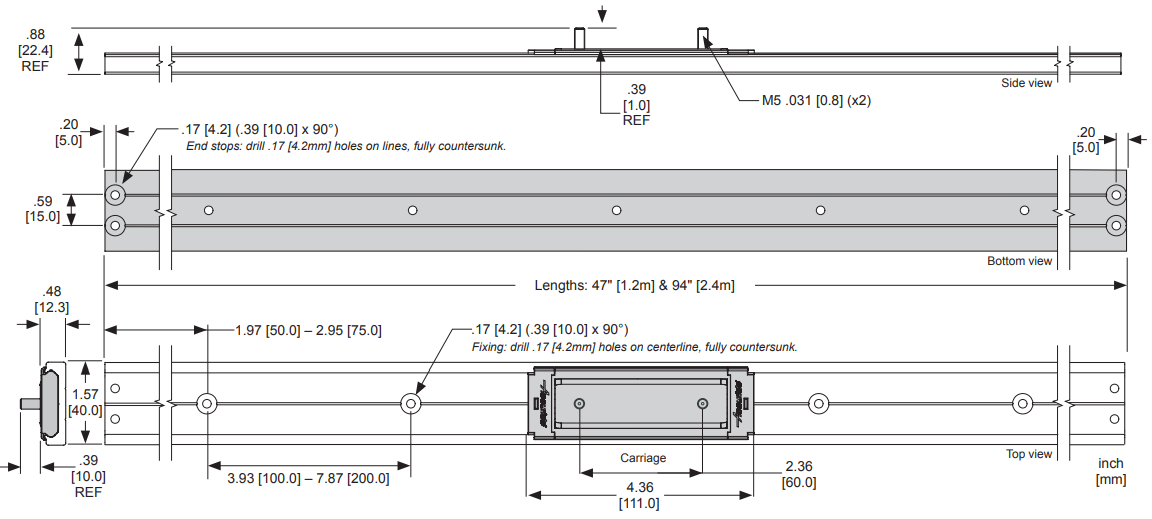 .88
[22.4]
REF
.39
[1.0]
REF
M5 .031 [0.8] (x2)
Side view
.20
[5.0]
.17 [4.2] (.39 [10.0] x 90°)
End stops: drill .17 [4.2mm] holes on lines, fully countersunk.
.20
[5.0]
.59
[15.0]
Bottom view
Lengths: 47" [1.2m] & 94" [2.4m]
.48
[12.3]
1.97 [50.0] – 2.95 [75.0]
.17 [4.2] (.39 [10.0] x 90°)
Fixing: drill .17 [4.2mm] holes on centerline, fully countersunk.
1.57
[40.0]
Accuride
Accuride
.39
[10.0]
REF
3.93 [100.0] – 7.87 [200.0]
Carriage
2.36
[60.0]
4.36
[111.0]
Top view
inch
[mm]